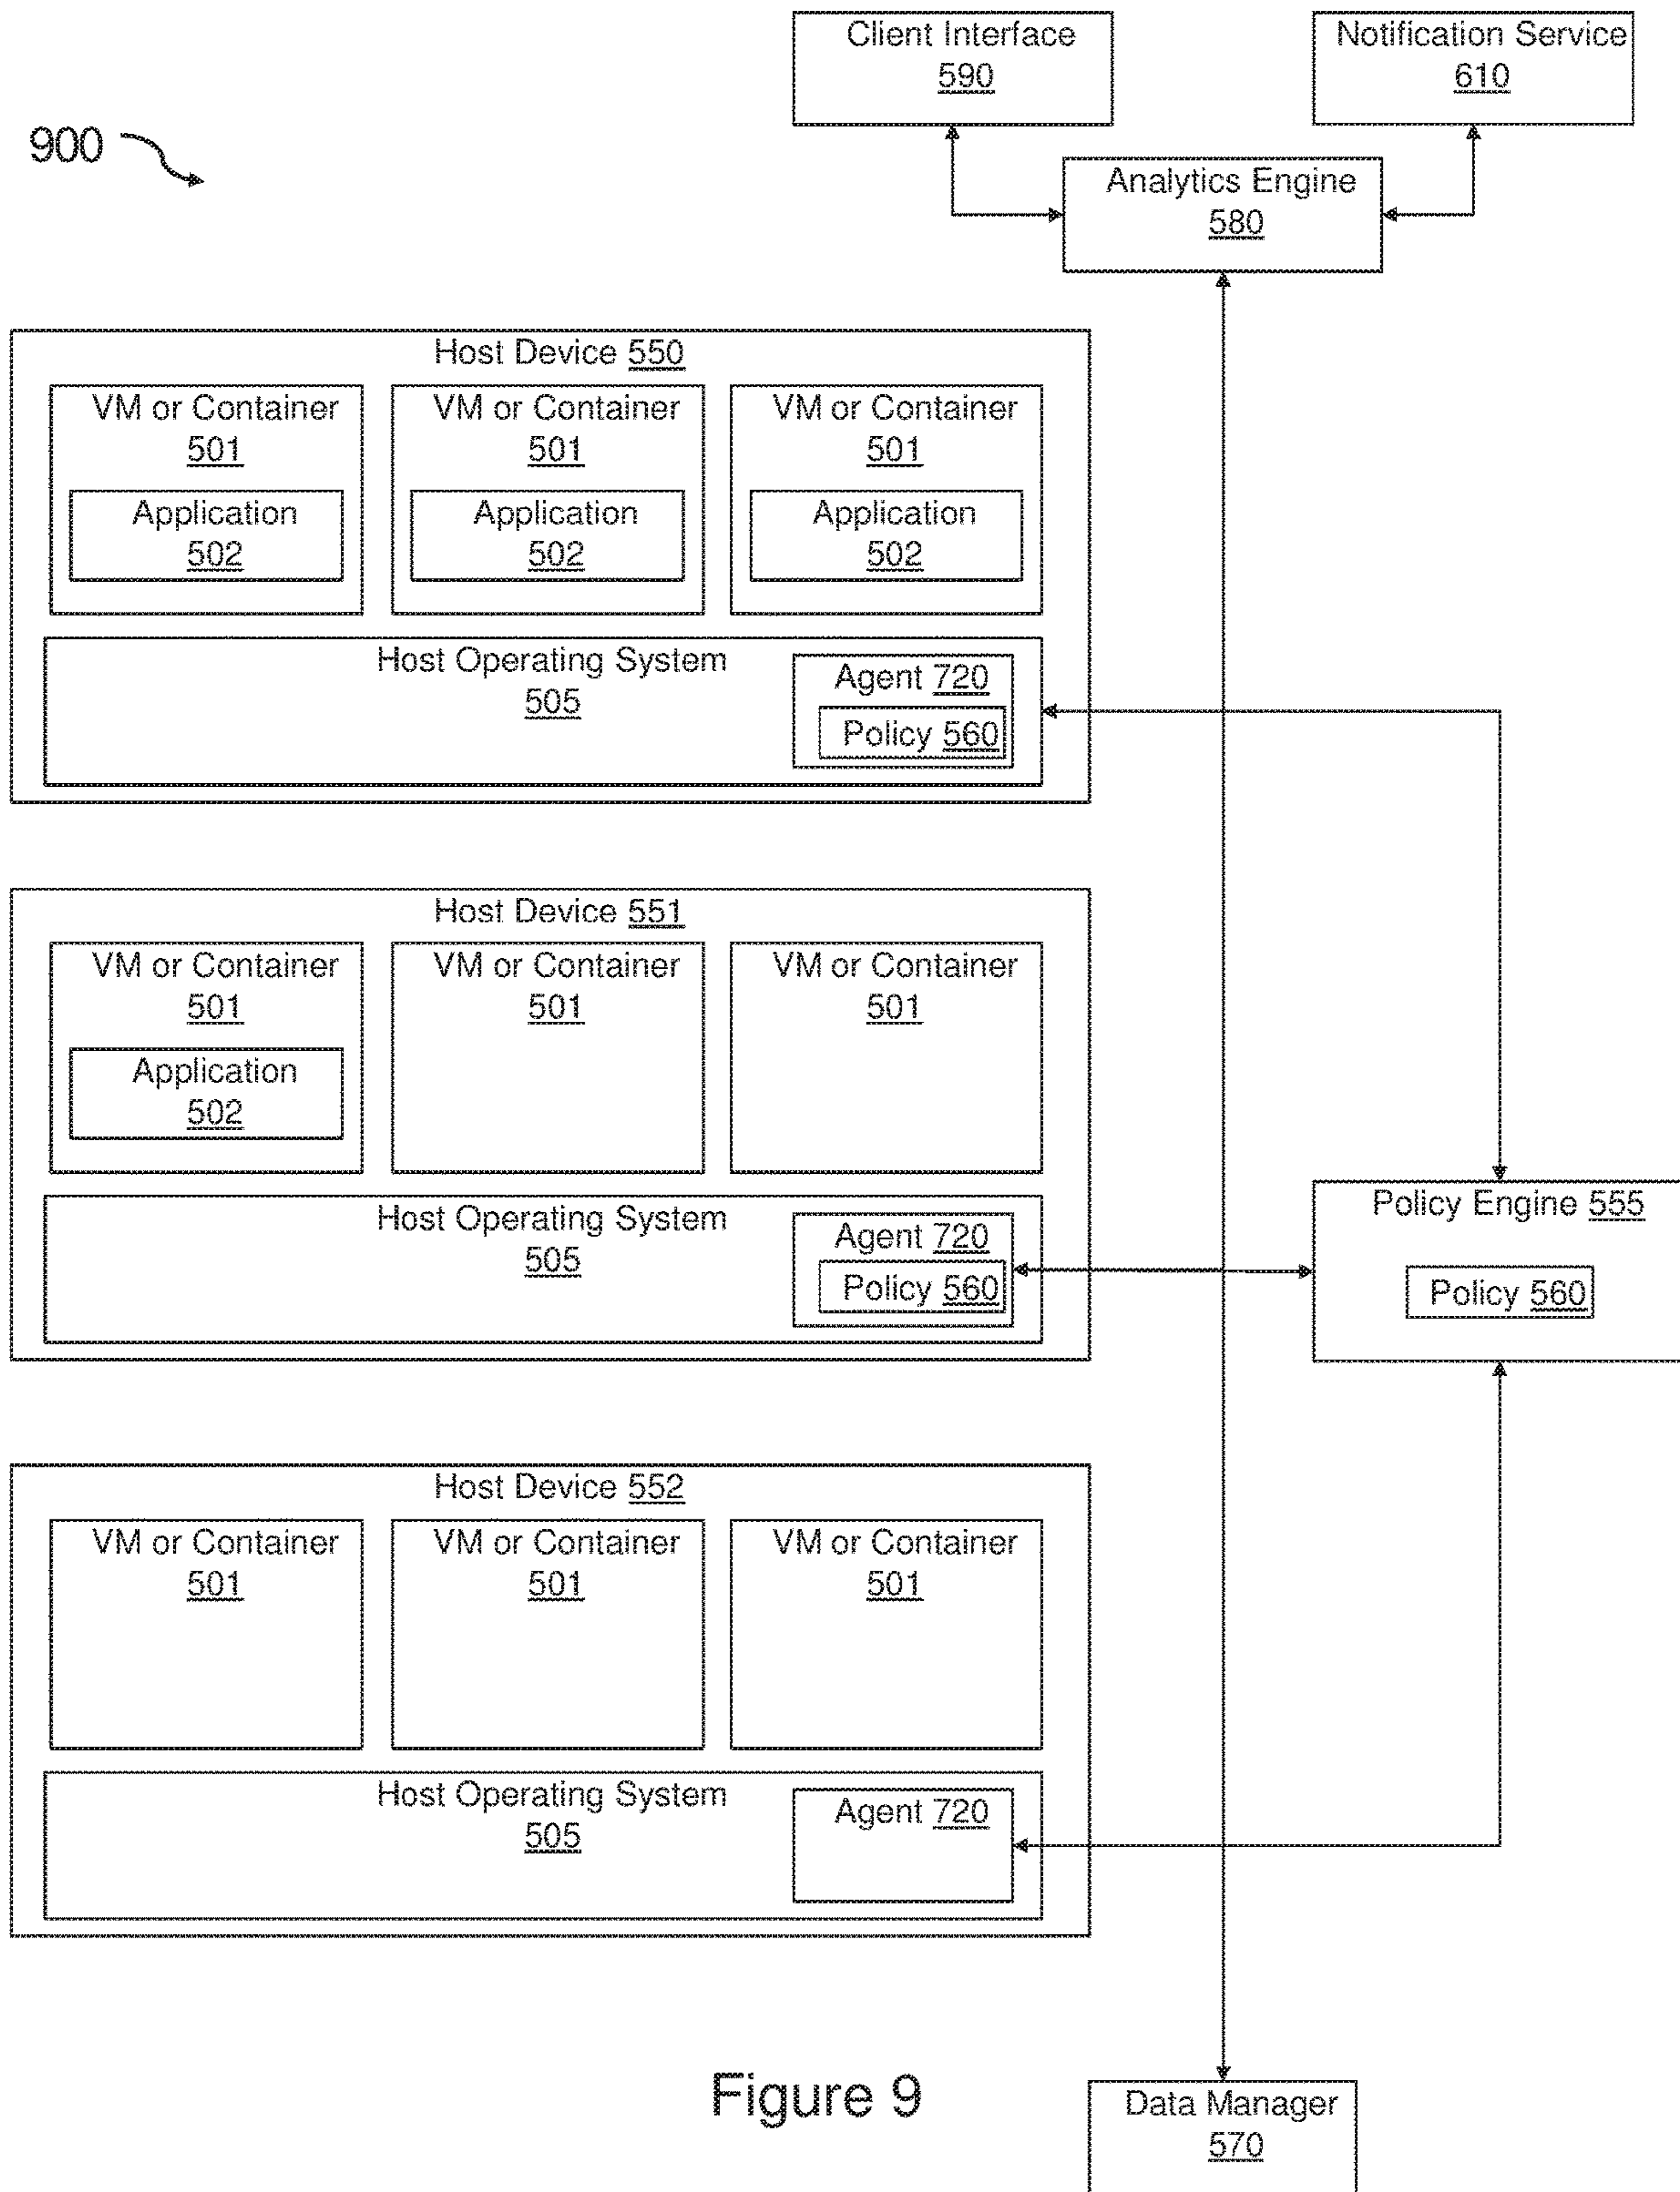 Client Interface
590
Notification Service
610
900
Analytics Engine
580
Host Device 550
VM or Container
501
Application
502
VM or Container
501
Application
502
VM or Container
501
Application
502
Host Operating System
505
Agent 720
Policy 560
Host Device 551
VM or Container
501
Application
502
VM or Container
501
VM or Container
501
Host Operating System
505
Agent 720
Policy 560
Policy Engine 555
Policy 560
Host Device 552
VM or Container
501
VM or Container
501
VM or Container
501
Host Operating System
505
Agent 720
Figure 9
Data Manager
570